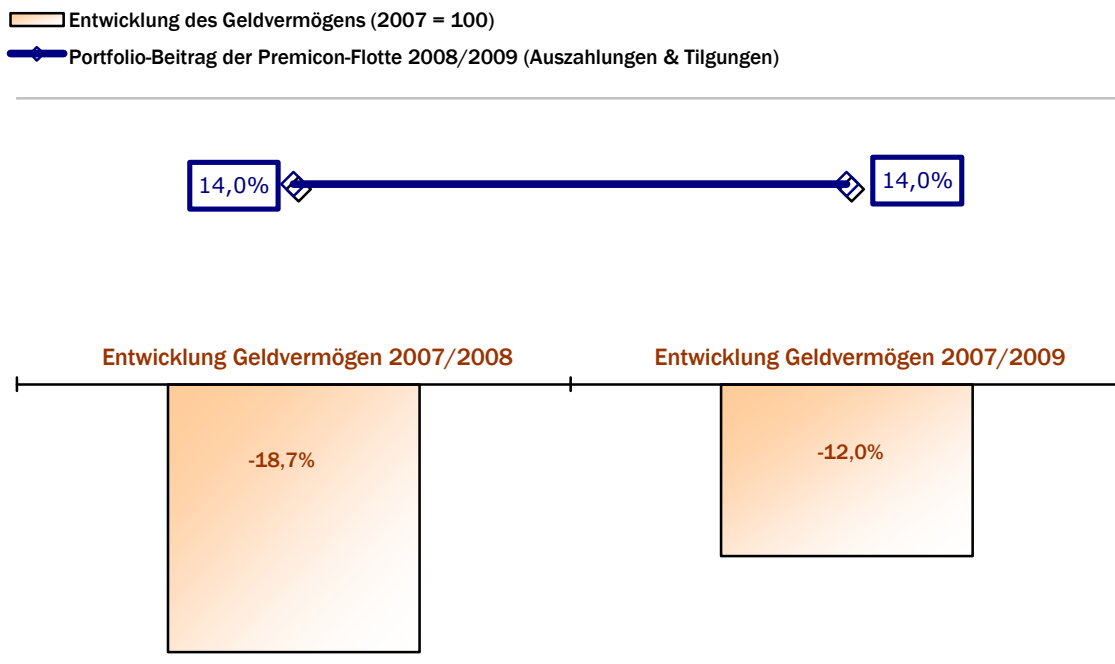 Entwicklung des Geldvermögens (2007 = 100)
Portfolio-Beitrag der Premicon-Flotte 2008/2009 (Auszahlungen & Tilgungen)
14,0%
14,0%
Entwicklung Geldvermögen 2007/2008
Entwicklung Geldvermögen 2007/2009
-18,7%
-12,0%